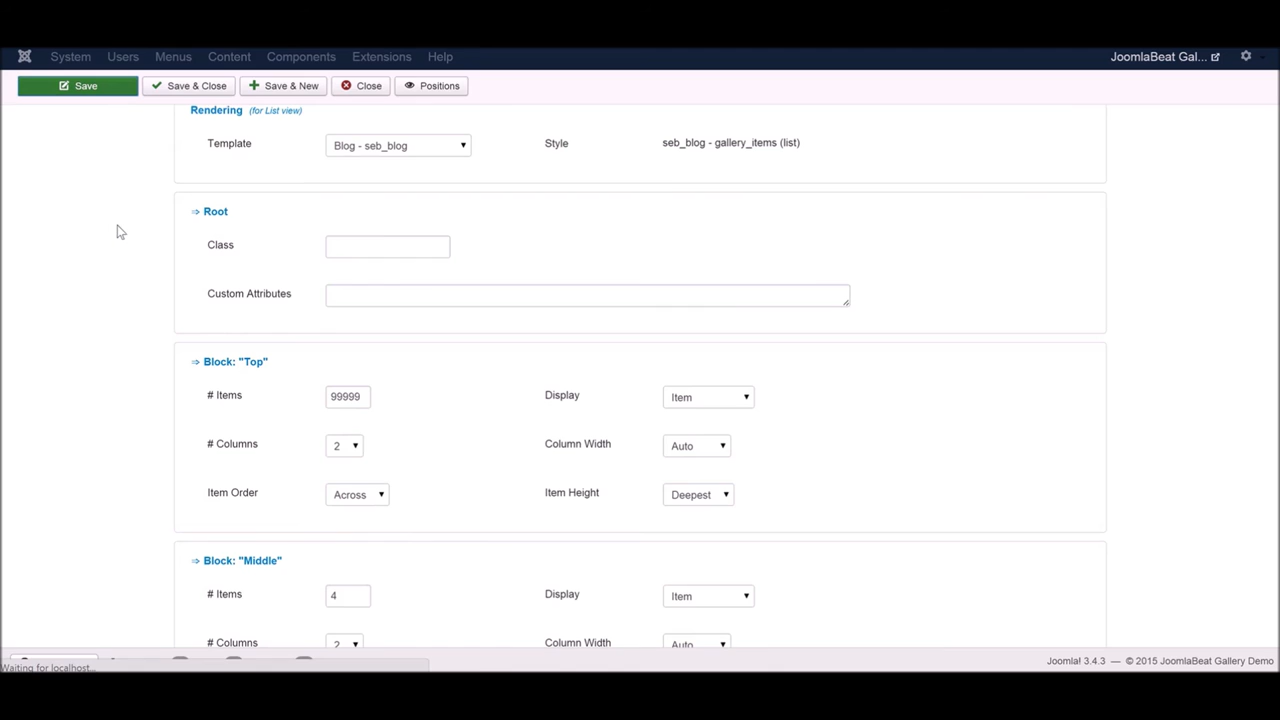 System Users Menus Content Components Extensions Help JoomlaBeat Gal...
Save Save & Close Save & New Close Positions
Rendering (for List view)
Template Blog - seb_blog Style seb_blog - gallery_items (list)
⇒ Root
Class
Custom Attributes
⇒ Block: "Top"
# Items 99999 Display Item
# Columns 2 Column Width Auto
Item Order Across Item Height Deepest
⇒ Block: "Middle"
# Items 4 Display Item
# Columns 2 Column Width Auto
Joomla! 3.4.3 — © 2015 JoomlaBeat Gallery Demo
Waiting for localhost...